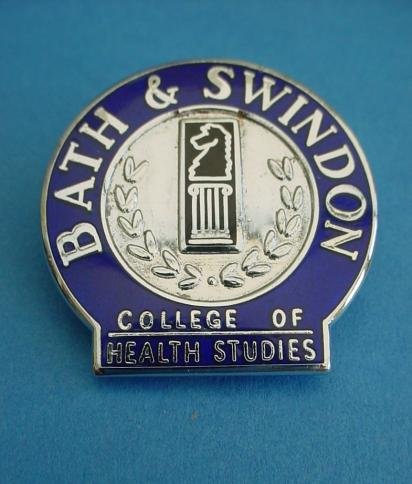 BATH & SWINDON
COLLEGE OF
HEALTH STUDIES